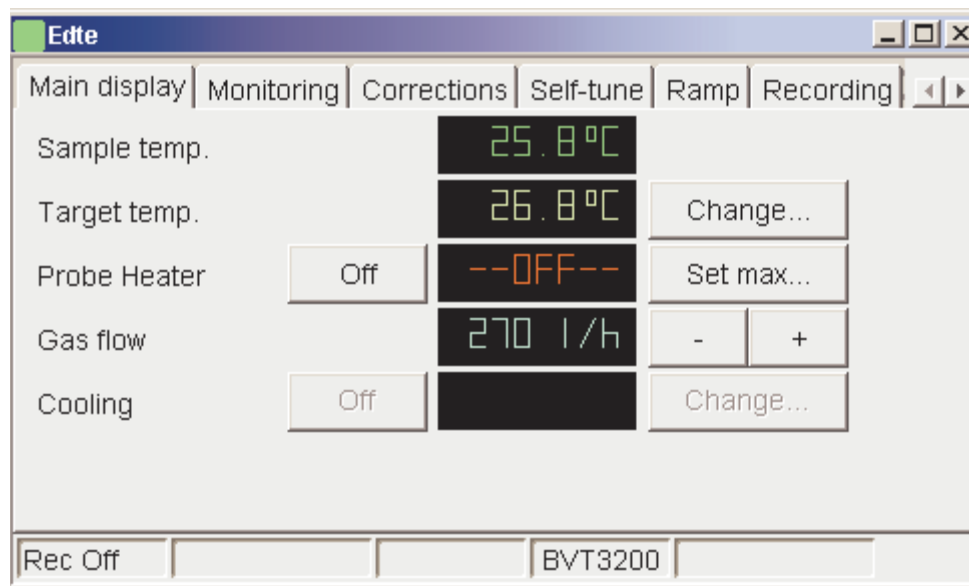 Edte
Main display Monitoring Corrections Self-tune Ramp Recording
Sample temp. 25.8°C
Target temp. 26.8°C Change...
Probe Heater Off --OFF-- Set max...
Gas flow 270 l/h - +
Cooling Off Change...
Rec Off BVT3200